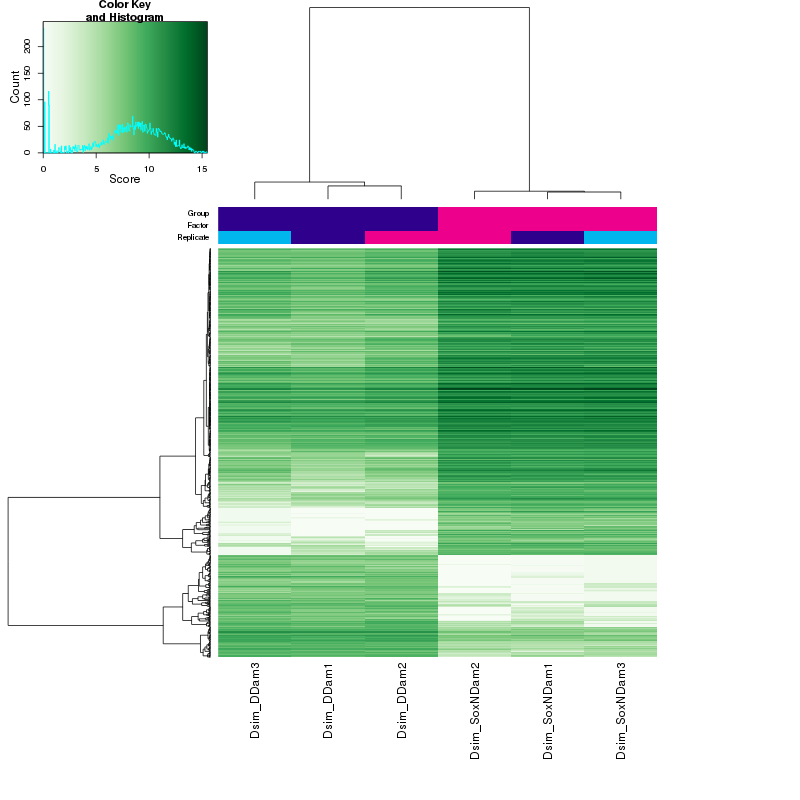 Color Key
and Histogram
Count
0 50 100 150 200
0 5 10 15
Score
Group
Factor
Replicate
Dsim_DDam3
Dsim_DDam1
Dsim_DDam2
Dsim_SoxNDam2
Dsim_SoxNDam1
Dsim_SoxNDam3